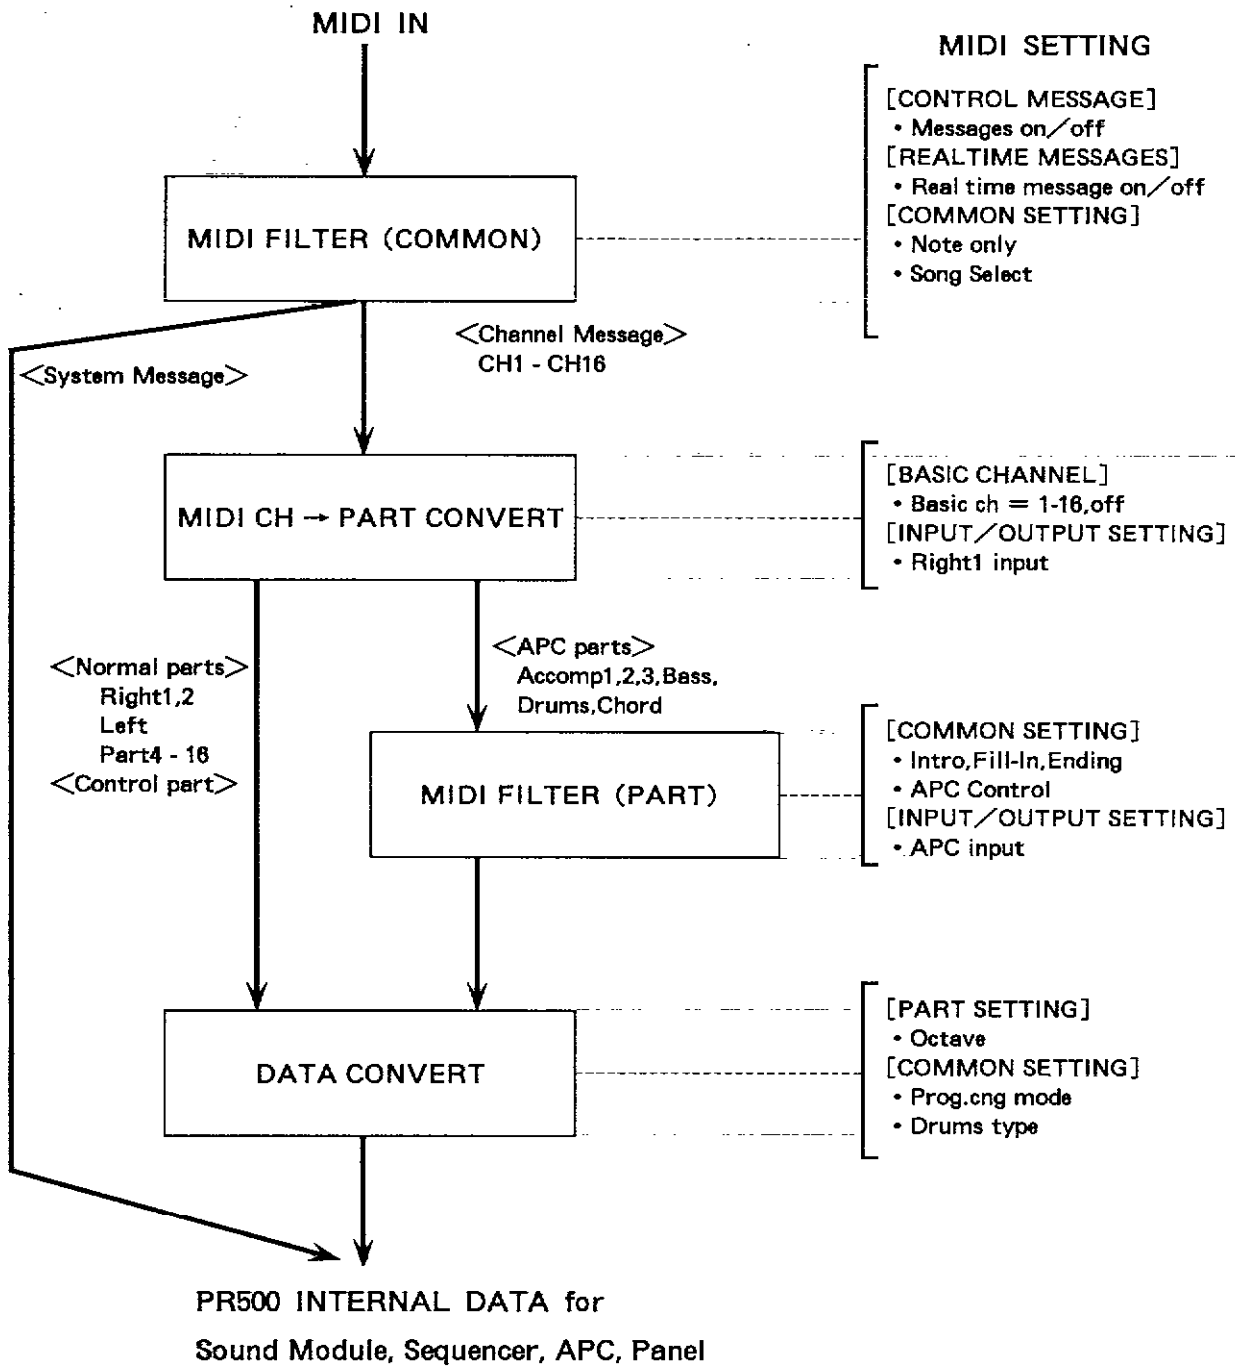 MIDI IN
MIDI SETTING
[CONTROL MESSAGE]
• Messages on/off
[REALTIME MESSAGES]
• Real time message on/off
[COMMON SETTING]
• Note only
• Song Select
MIDI FILTER (COMMON)
<Channel Message>
CH1 - CH16
<System Message>
MIDI CH → PART CONVERT
[BASIC CHANNEL]
• Basic ch = 1-16,off
[INPUT/OUTPUT SETTING]
• Right1 input
<Normal parts>
Right1,2
Left
Part4 - 16
<Control part>
<APC parts>
Accomp1,2,3,Bass,
Drums,Chord
MIDI FILTER (PART)
[COMMON SETTING]
• Intro,Fill-In,Ending
• APC Control
[INPUT/OUTPUT SETTING]
• APC input
DATA CONVERT
[PART SETTING]
• Octave
[COMMON SETTING]
• Prog.cng mode
• Drums type
PR500 INTERNAL DATA for
Sound Module, Sequencer, APC, Panel